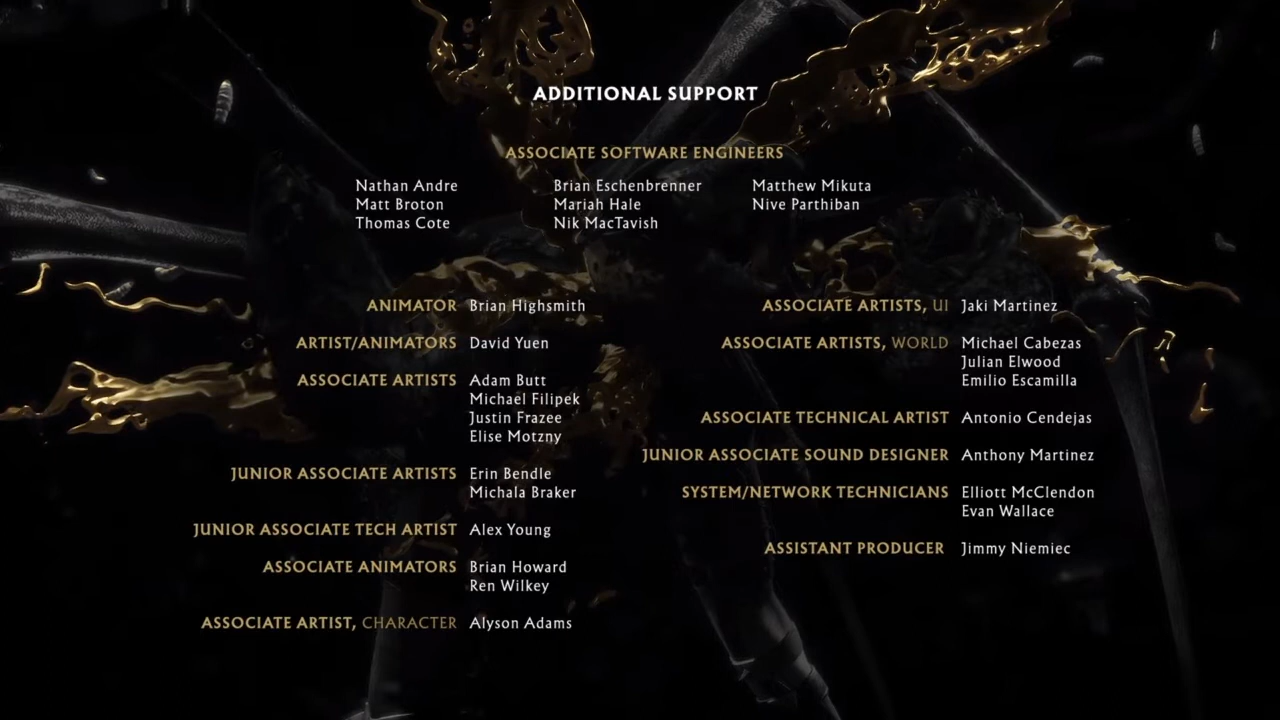 ADDITIONAL SUPPORT
ASSOCIATE SOFTWARE ENGINEERS
Nathan Andre
Matt Broton
Thomas Cote
Brian Eschenbrenner
Mariah Hale
Nik MacTavish
Matthew Mikuta
Nive Parthiban
ANIMATOR Brian Highsmith
ARTIST/ANIMATORS David Yuen
ASSOCIATE ARTISTS Adam Butt
Michael Filipek
Justin Frazee
Elise Motzny
JUNIOR ASSOCIATE ARTISTS Erin Bendle
Michala Braker
JUNIOR ASSOCIATE TECH ARTIST Alex Young
ASSOCIATE ANIMATORS Brian Howard
Ren Wilkey
ASSOCIATE ARTIST, CHARACTER Alyson Adams
ASSOCIATE ARTISTS, UI Jaki Martinez
ASSOCIATE ARTISTS, WORLD Michael Cabezas
Julian Elwood
Emilio Escamilla
ASSOCIATE TECHNICAL ARTIST Antonio Cendejas
JUNIOR ASSOCIATE SOUND DESIGNER Anthony Martinez
SYSTEM/NETWORK TECHNICIANS Elliott McClendon
Evan Wallace
ASSISTANT PRODUCER Jimmy Niemiec